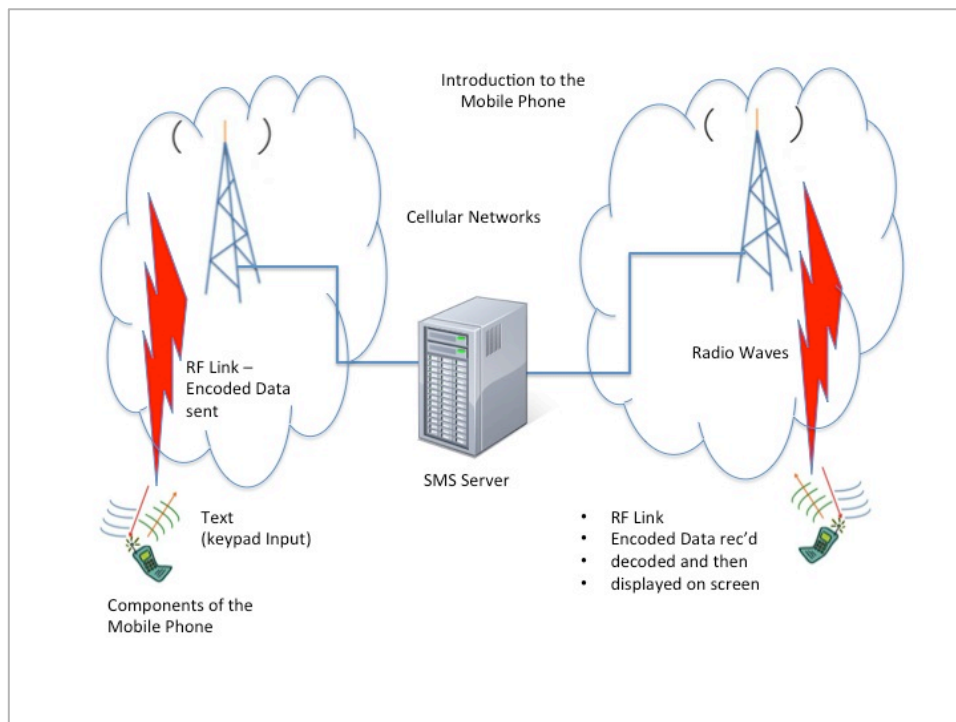 Introduction to the
Mobile Phone
Cellular Networks
RF Link –
Encoded Data
sent
Radio Waves
SMS Server
Text
(keypad Input)
• RF Link
• Encoded Data rec'd
• decoded and then
• displayed on screen
Components of the
Mobile Phone